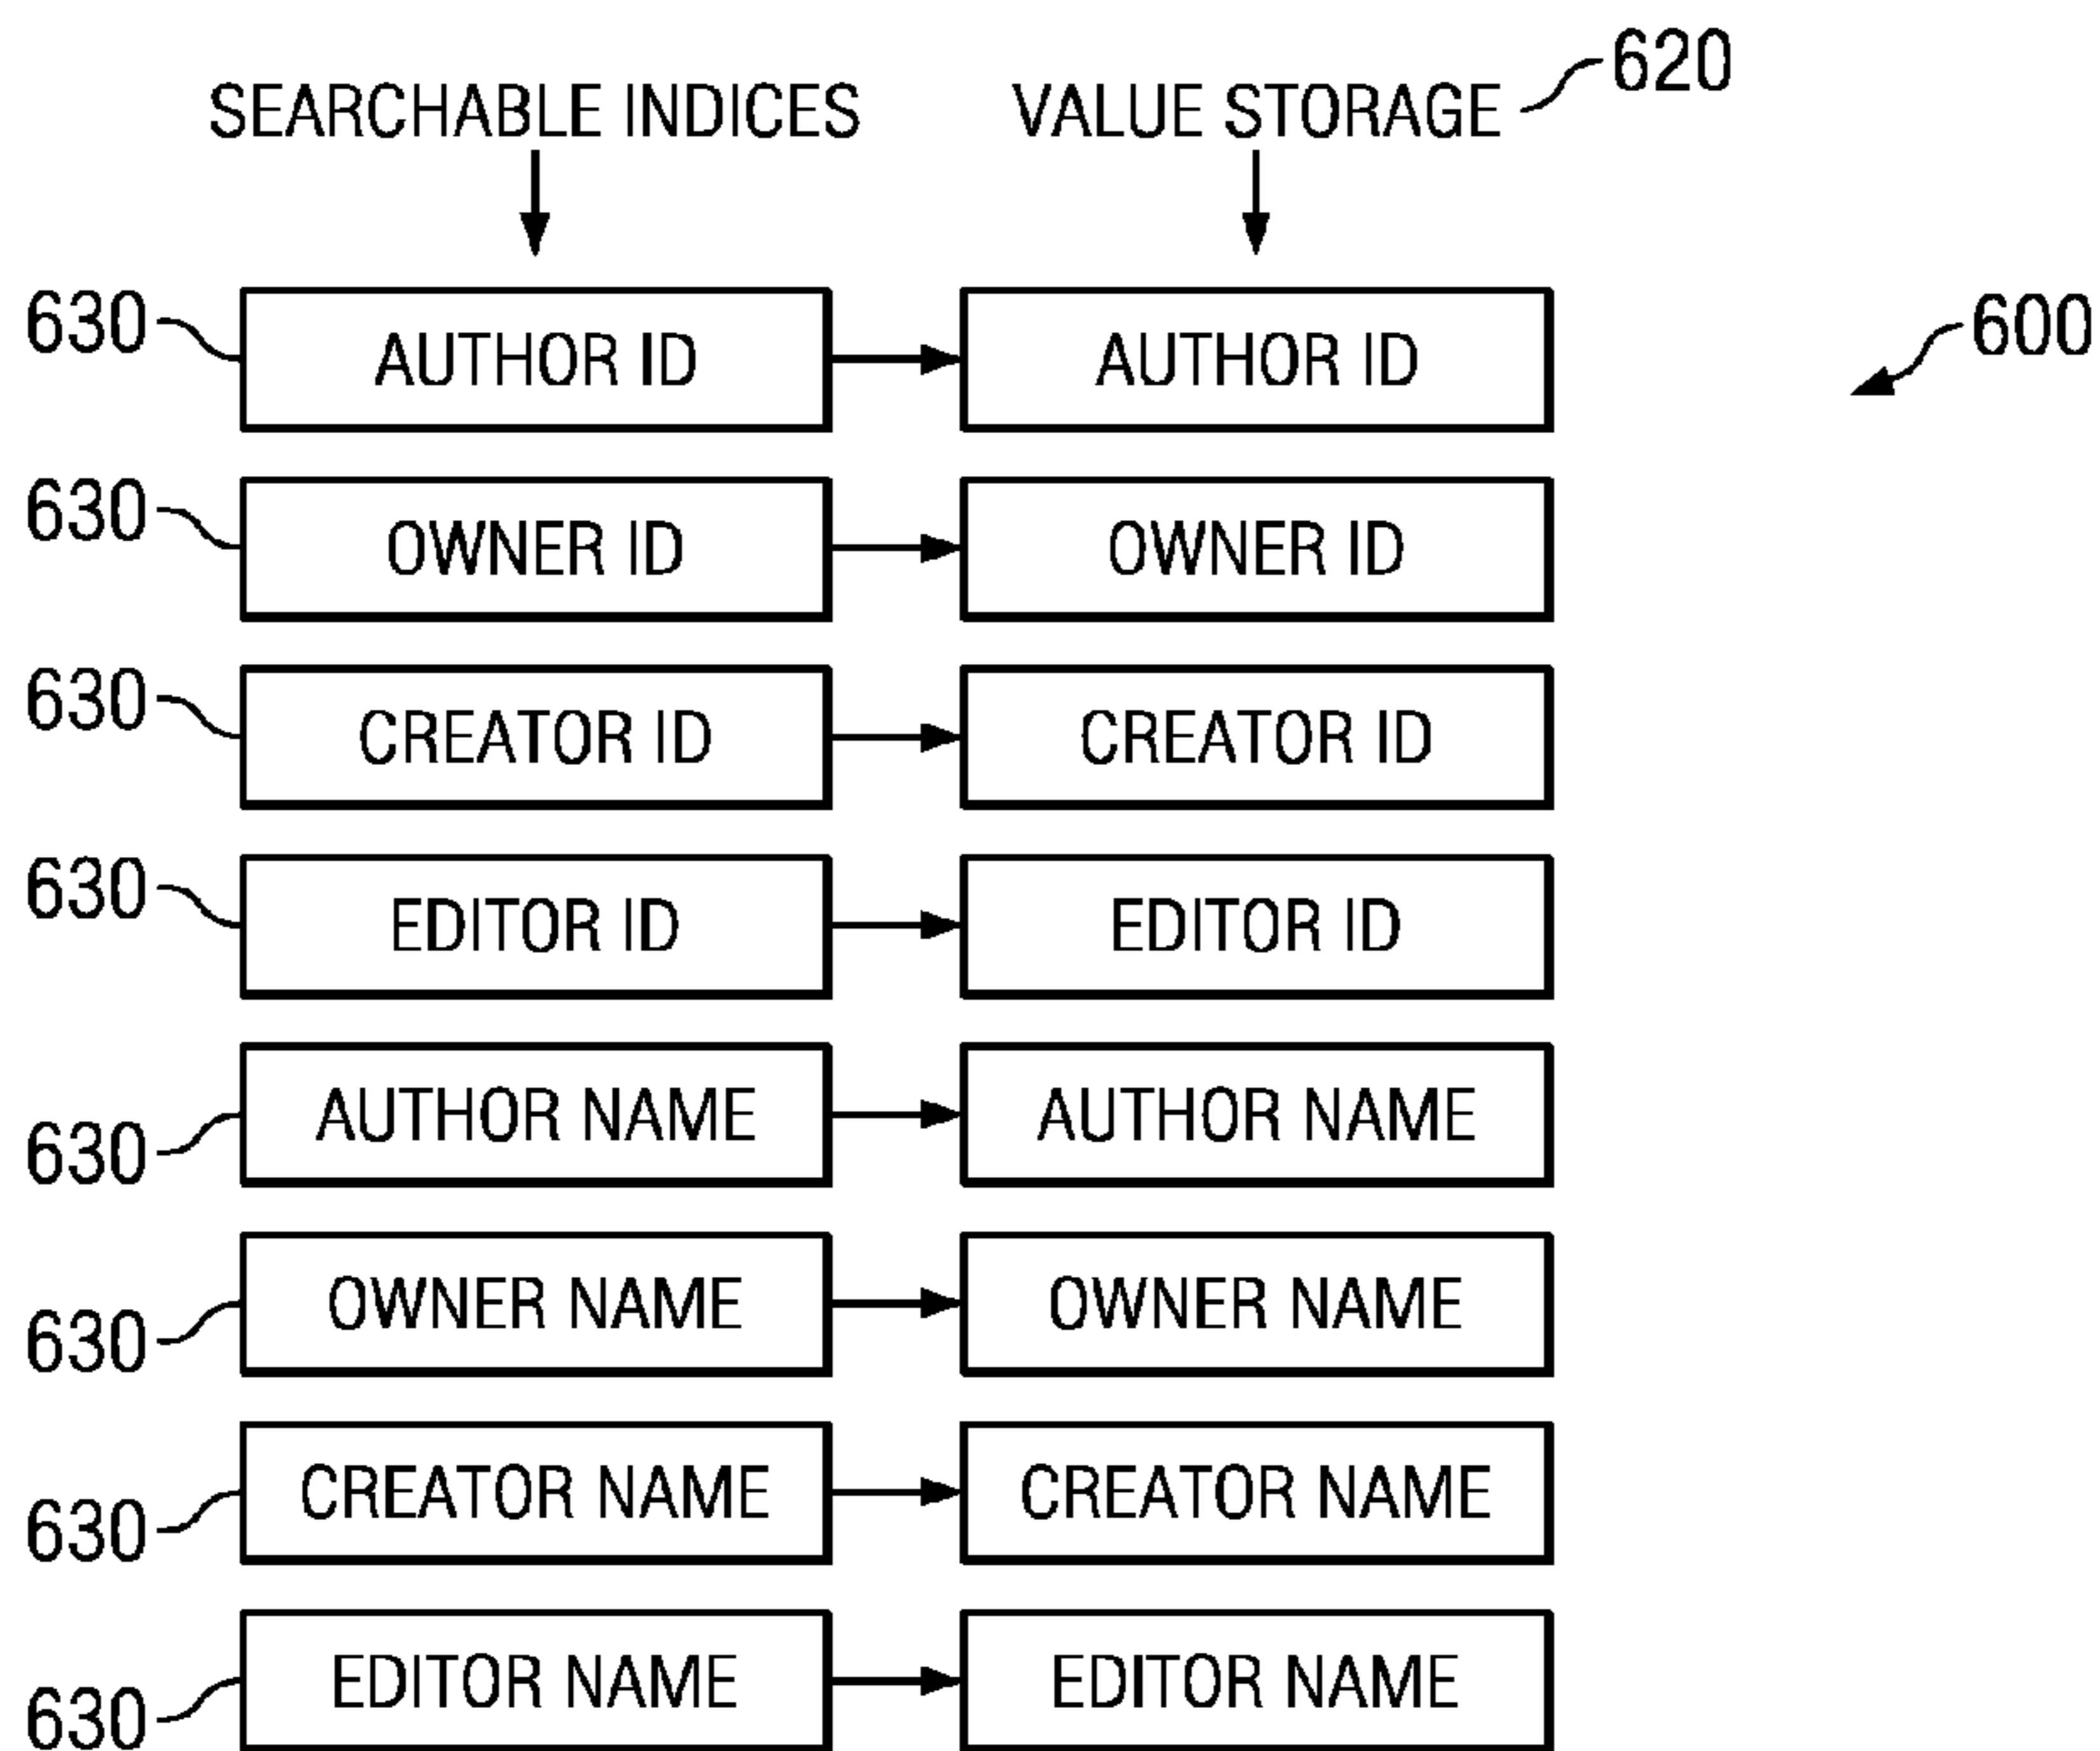 620
SEARCHABLE INDICES VALUE STORAGE
630 AUTHOR ID AUTHOR ID 600
630 OWNER ID OWNER ID
630 CREATOR ID CREATOR ID
630 EDITOR ID EDITOR ID
630 AUTHOR NAME AUTHOR NAME
630 OWNER NAME OWNER NAME
630 CREATOR NAME CREATOR NAME
630 EDITOR NAME EDITOR NAME